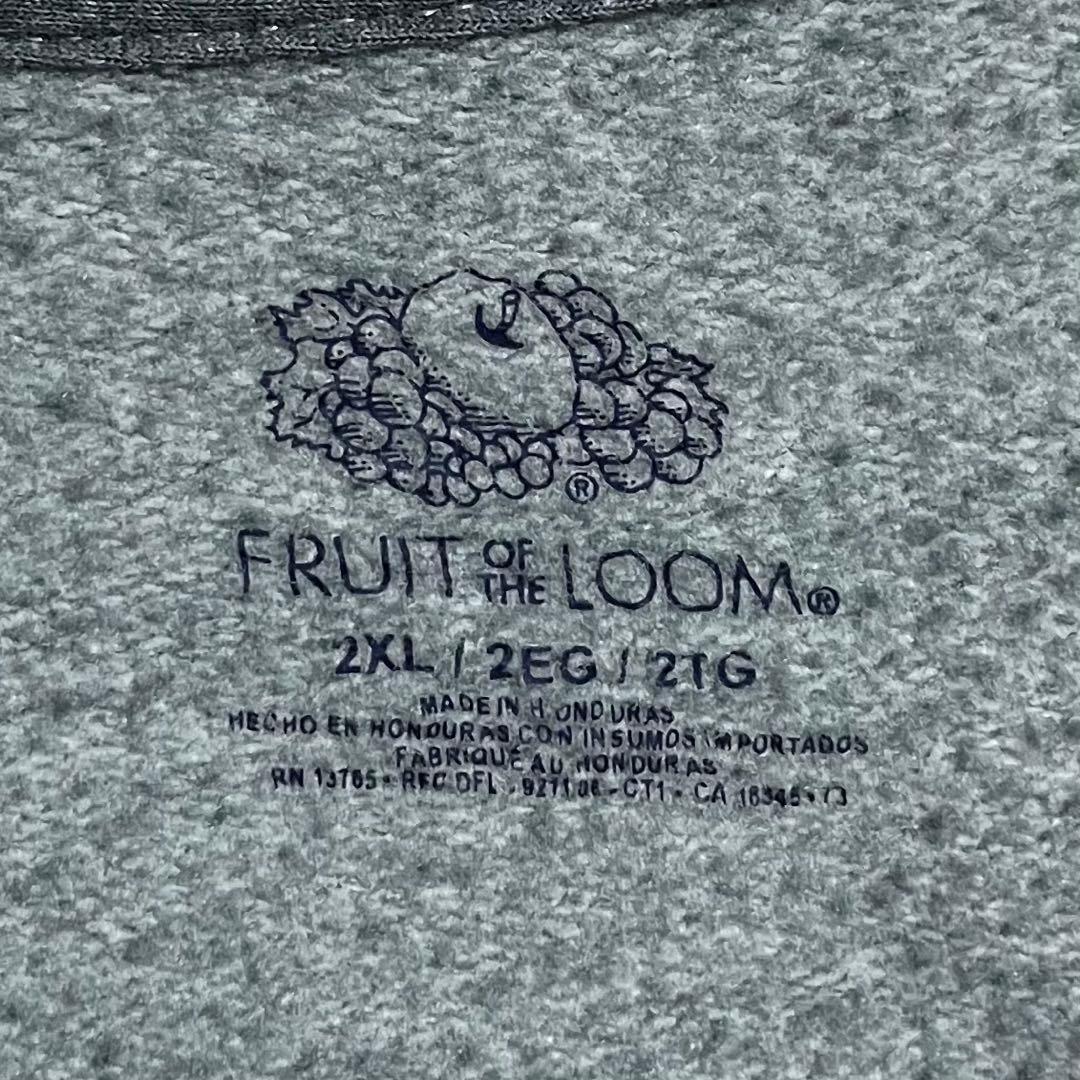 ®
FRUIT OF THE LOOM®
2XL / 2EG / 2TG
MADE IN HONDURAS
HECHO EN HONDURAS CON INSUMOS IMPORTADOS
FABRIQUÉ AU HONDURAS
RN 13765 - RFC DFL - - CT1 - CA